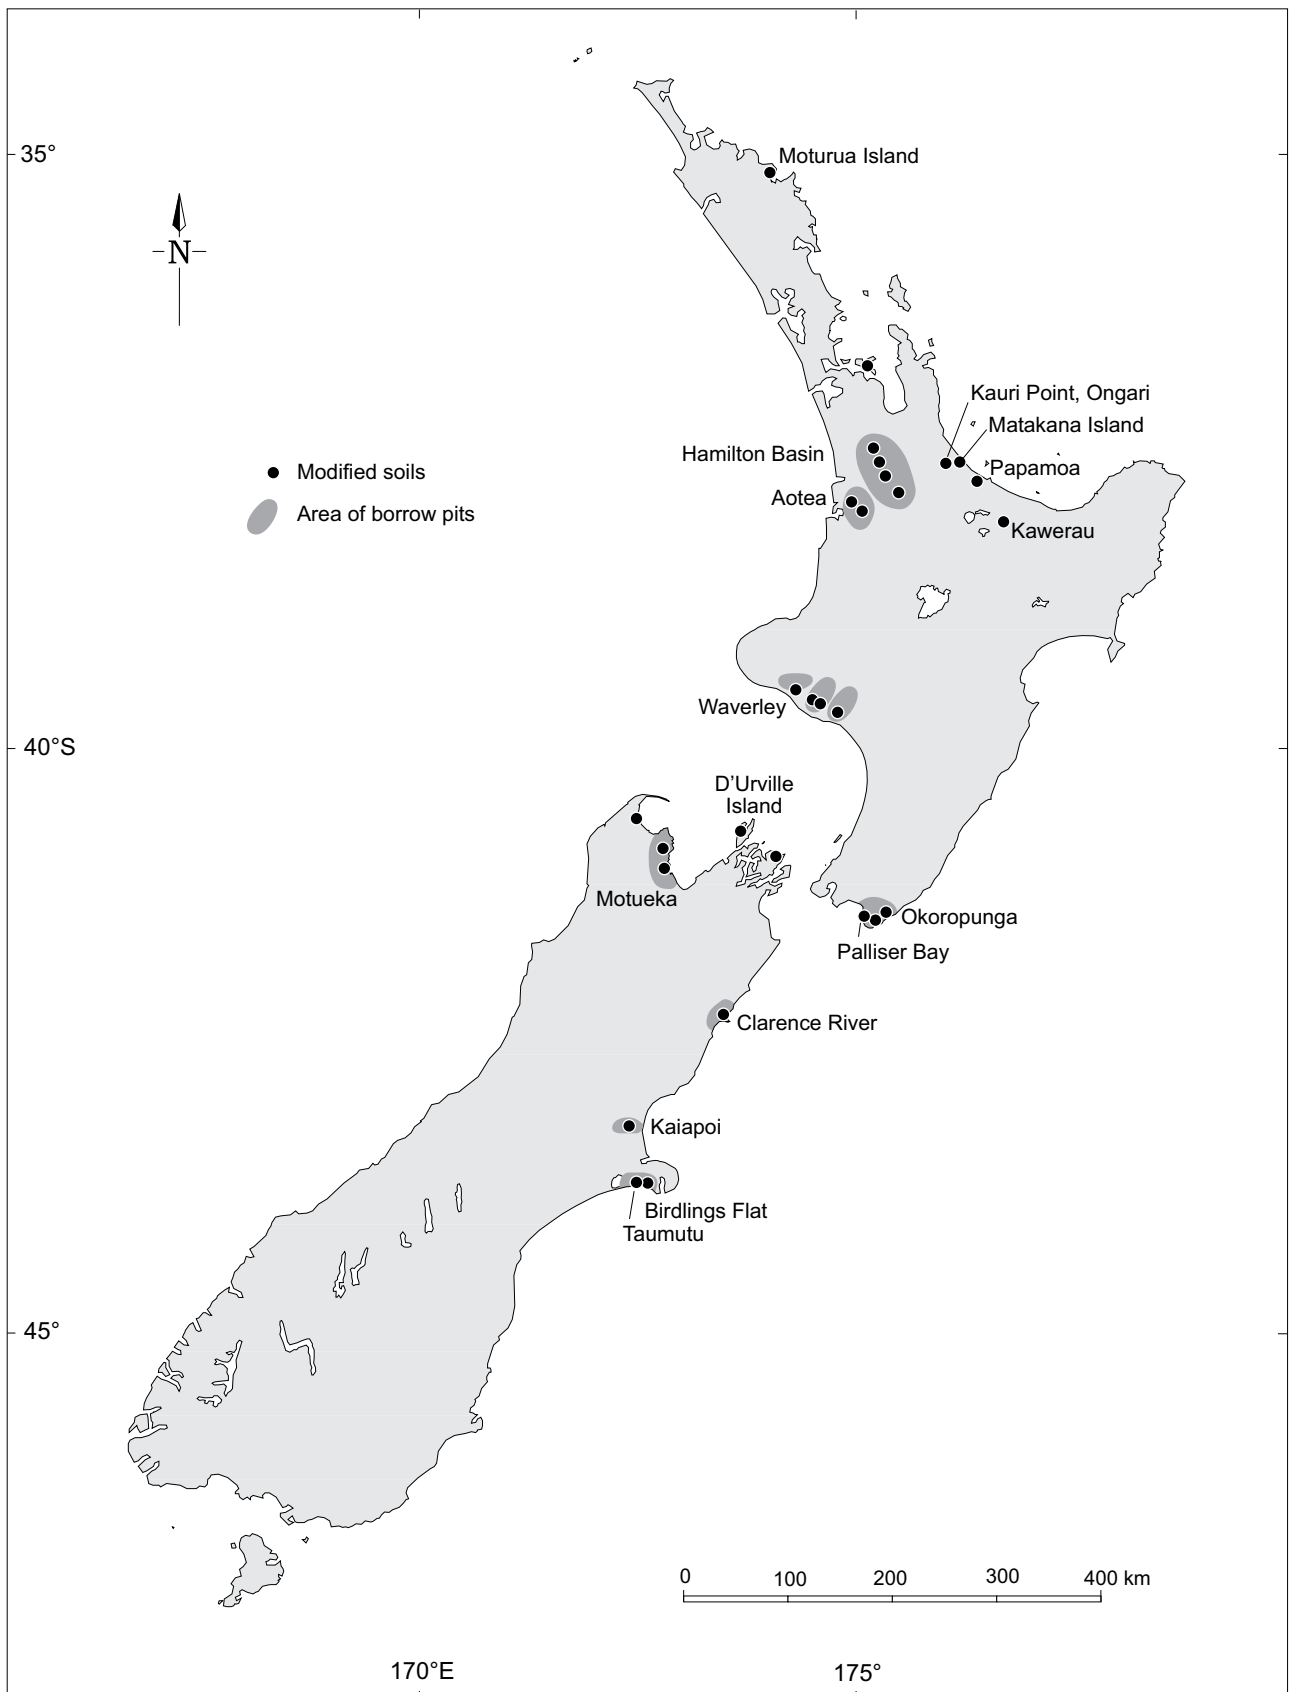 35°
Moturua Island
N
Kauri Point, Ongari
Matakana Island
Hamilton Basin
Papamoa
Modified soils
Aotea
Area of borrow pits
Kawerau
Waverley
40°S
D’Urville
Island
Motueka
Okoropunga
Palliser Bay
Clarence River
Kaiapoi
Birdlings Flat
Taumutu
45°
0 100 200 300 400 km
170°E 175°